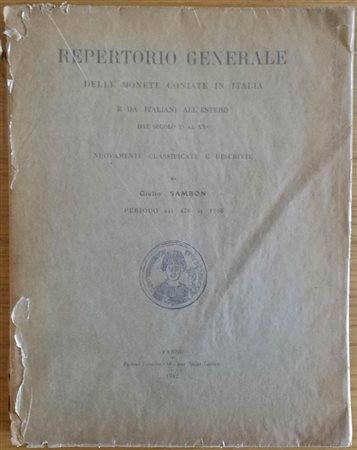 REPERTORIO GENERALE
DELLE MONETE CONIATE IN ITALIA
E DA ITALIANI ALL'ESTERO
DAL SECOLO V AL XX
NUOVAMENTE CLASSIFICATE E DESCRITTE
DA
Giulio SAMBON
PERIODO dal 476 al 1266
PARIGI
1912